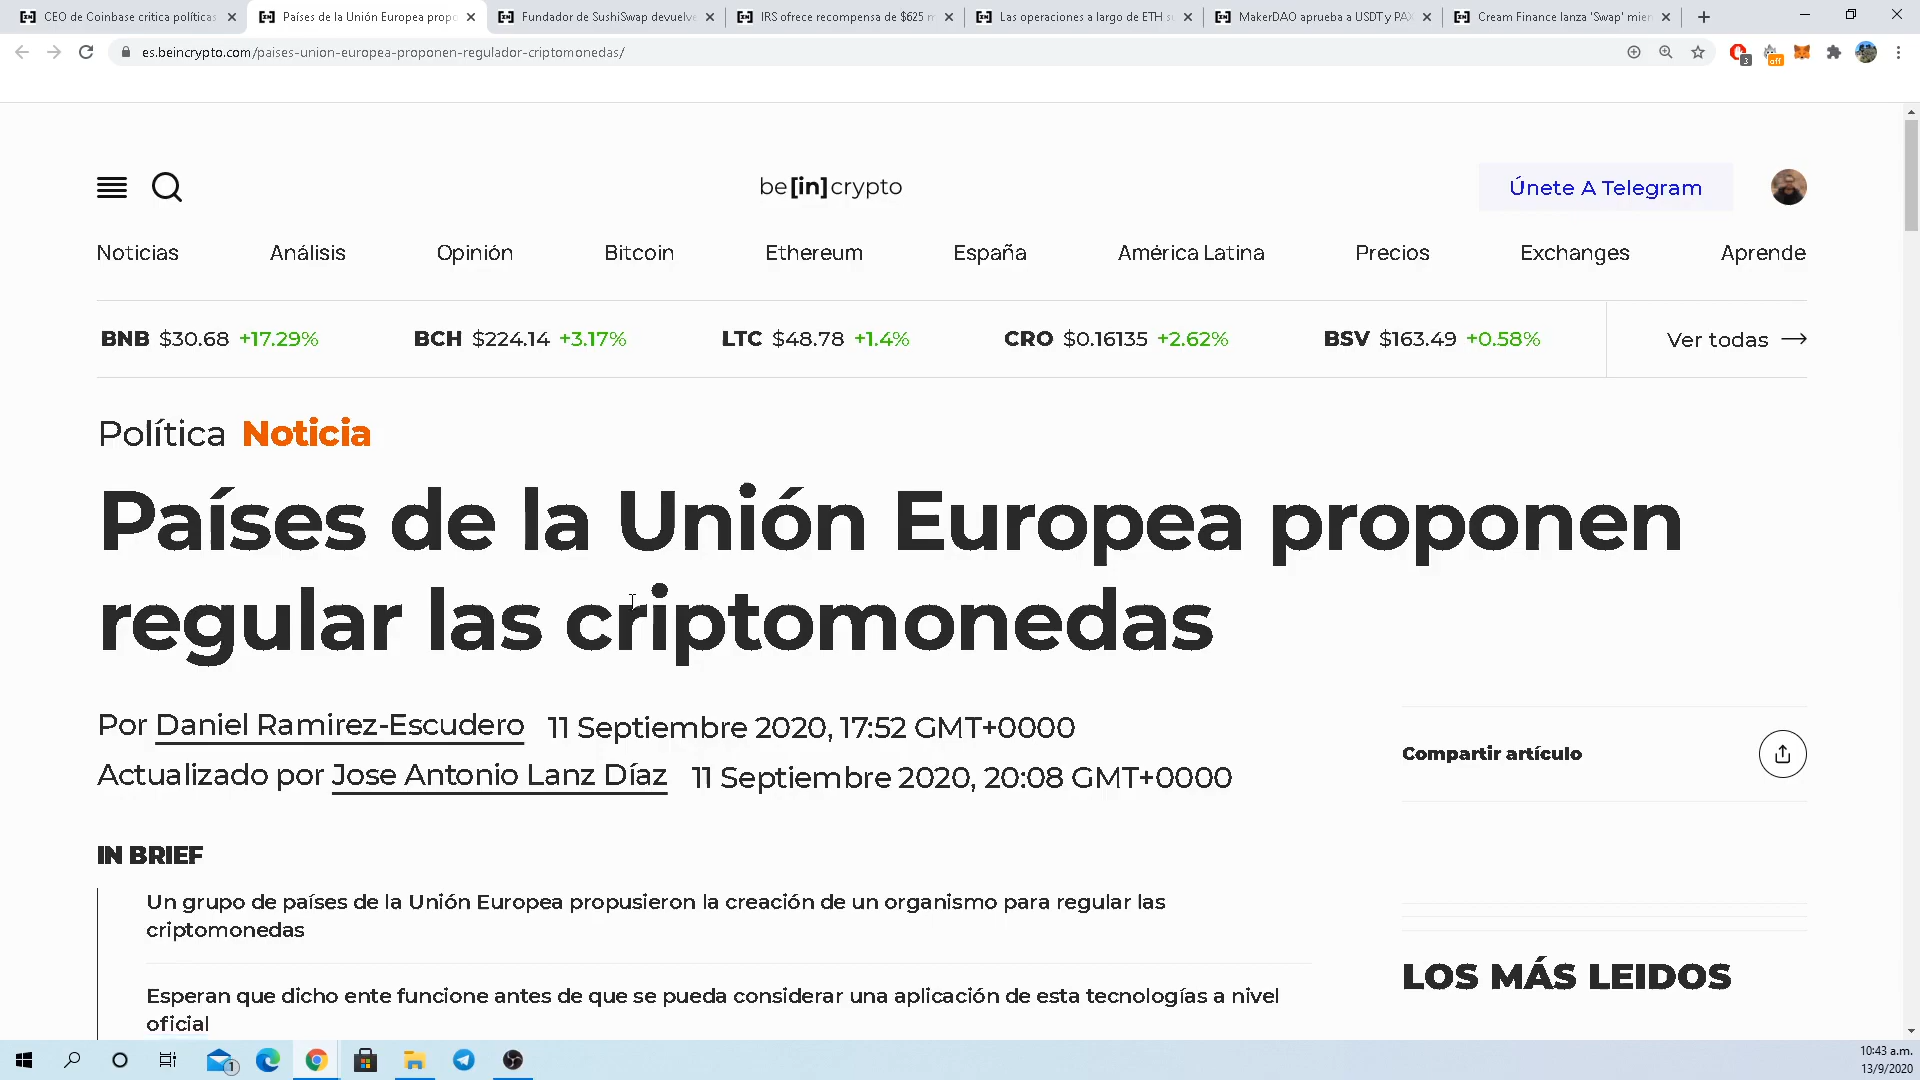 CEO de Coinbase critica políticas
Países de la Unión Europea propo
Fundador de SushiSwap devuelve
IRS ofrece recompensa de $625 m
Las operaciones a largo de ETH s
MakerDAO aprueba a USDT y PAX
Cream Finance lanza 'Swap' mien
es.beincrypto.com/paises-union-europea-proponen-regulador-criptomonedas/
3
off
be[in]crypto
Únete A Telegram
Noticias Análisis Opinión Bitcoin Ethereum España América Latina Precios Exchanges Aprende
BNB $30.68 +17.29% BCH $224.14 +3.17% LTC $48.78 +1.4% CRO $0.16135 +2.62% BSV $163.49 +0.58% Ver todas
Política Noticia
Países de la Unión Europea proponen
regular las criptomonedas
Por Daniel Ramirez-Escudero 11 Septiembre 2020, 17:52 GMT+0000
Actualizado por Jose Antonio Lanz Díaz 11 Septiembre 2020, 20:08 GMT+0000
Compartir artículo
IN BRIEF
Un grupo de países de la Unión Europea propusieron la creación de un organismo para regular las
criptomonedas
Esperan que dicho ente funcione antes de que se pueda considerar una aplicación de esta tecnologías a nivel
oficial
LOS MÁS LEIDOS
1
10:43 a.m.
13/9/2020